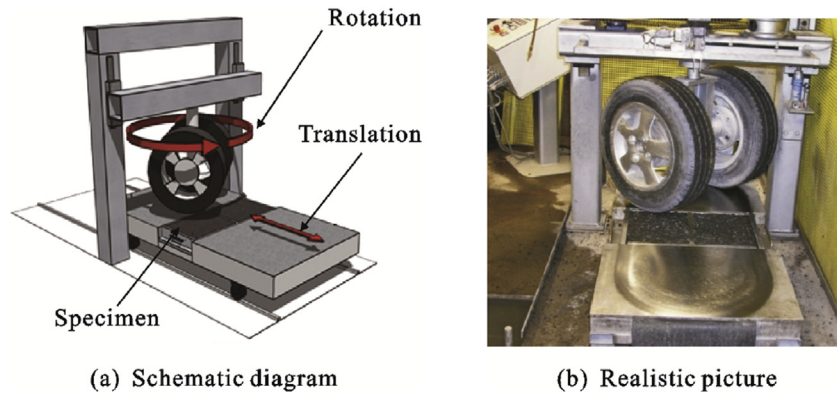 Rotation
Translation
Specimen
(a) Schematic diagram
(b) Realistic picture